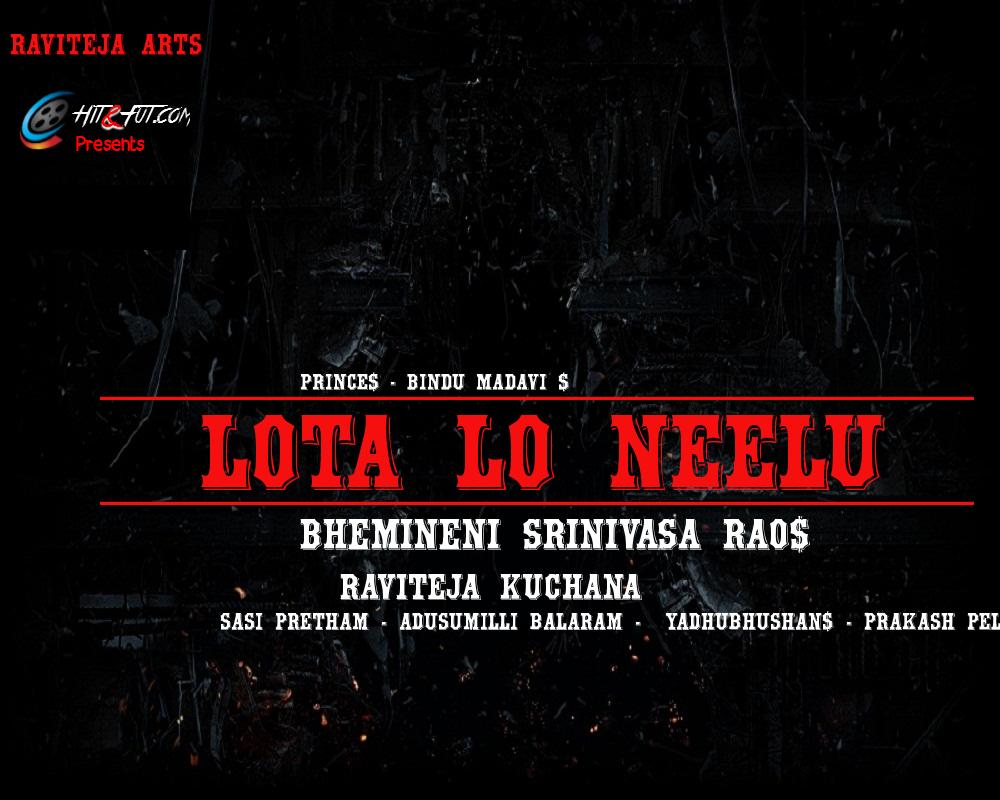 RAVITEJA ARTS
HIT&FUT.COM
Presents
PRINCE$ - BINDU MADAVI $
LOTA LO NEELU
BHEMINENI SRINIVASA RAO$
RAVITEJA KUCHANA
SASI PRETHAM - ADUSUMILLI BALARAM - YADHUBHUSHAN$ - PRAKASH PEL